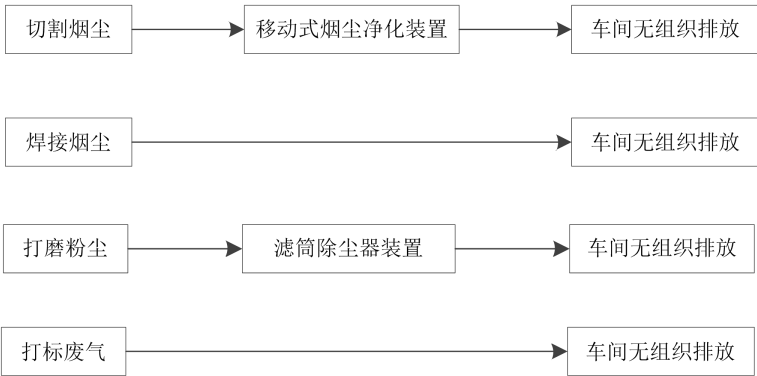 切割烟尘 移动式烟尘净化装置 车间无组织排放
焊接烟尘 车间无组织排放
打磨粉尘 滤筒除尘器装置 车间无组织排放
打标废气 车间无组织排放